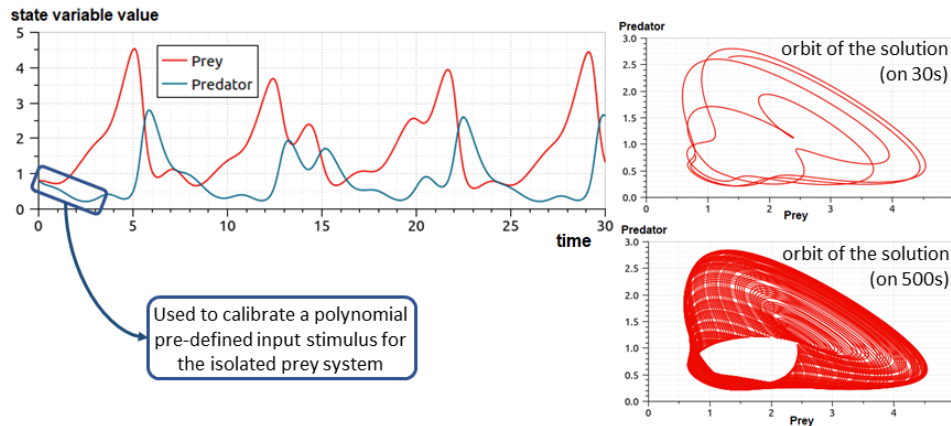 state variable value
5
4
3
2
1
0
Prey
Predator
0
5
10
15
20
25
30
time
Used to calibrate a polynomial
pre-defined input stimulus for
the isolated prey system
Predator
3.0
2.5
2.0
1.5
1.0
0.5
0.0
orbit of the solution
(on 30s)
0
1
2
3
4
Prey
Predator
3.0
2.5
2.0
1.5
1.0
0.5
0.0
orbit of the solution
(on 500s)
0
1
2
3
4
Prey